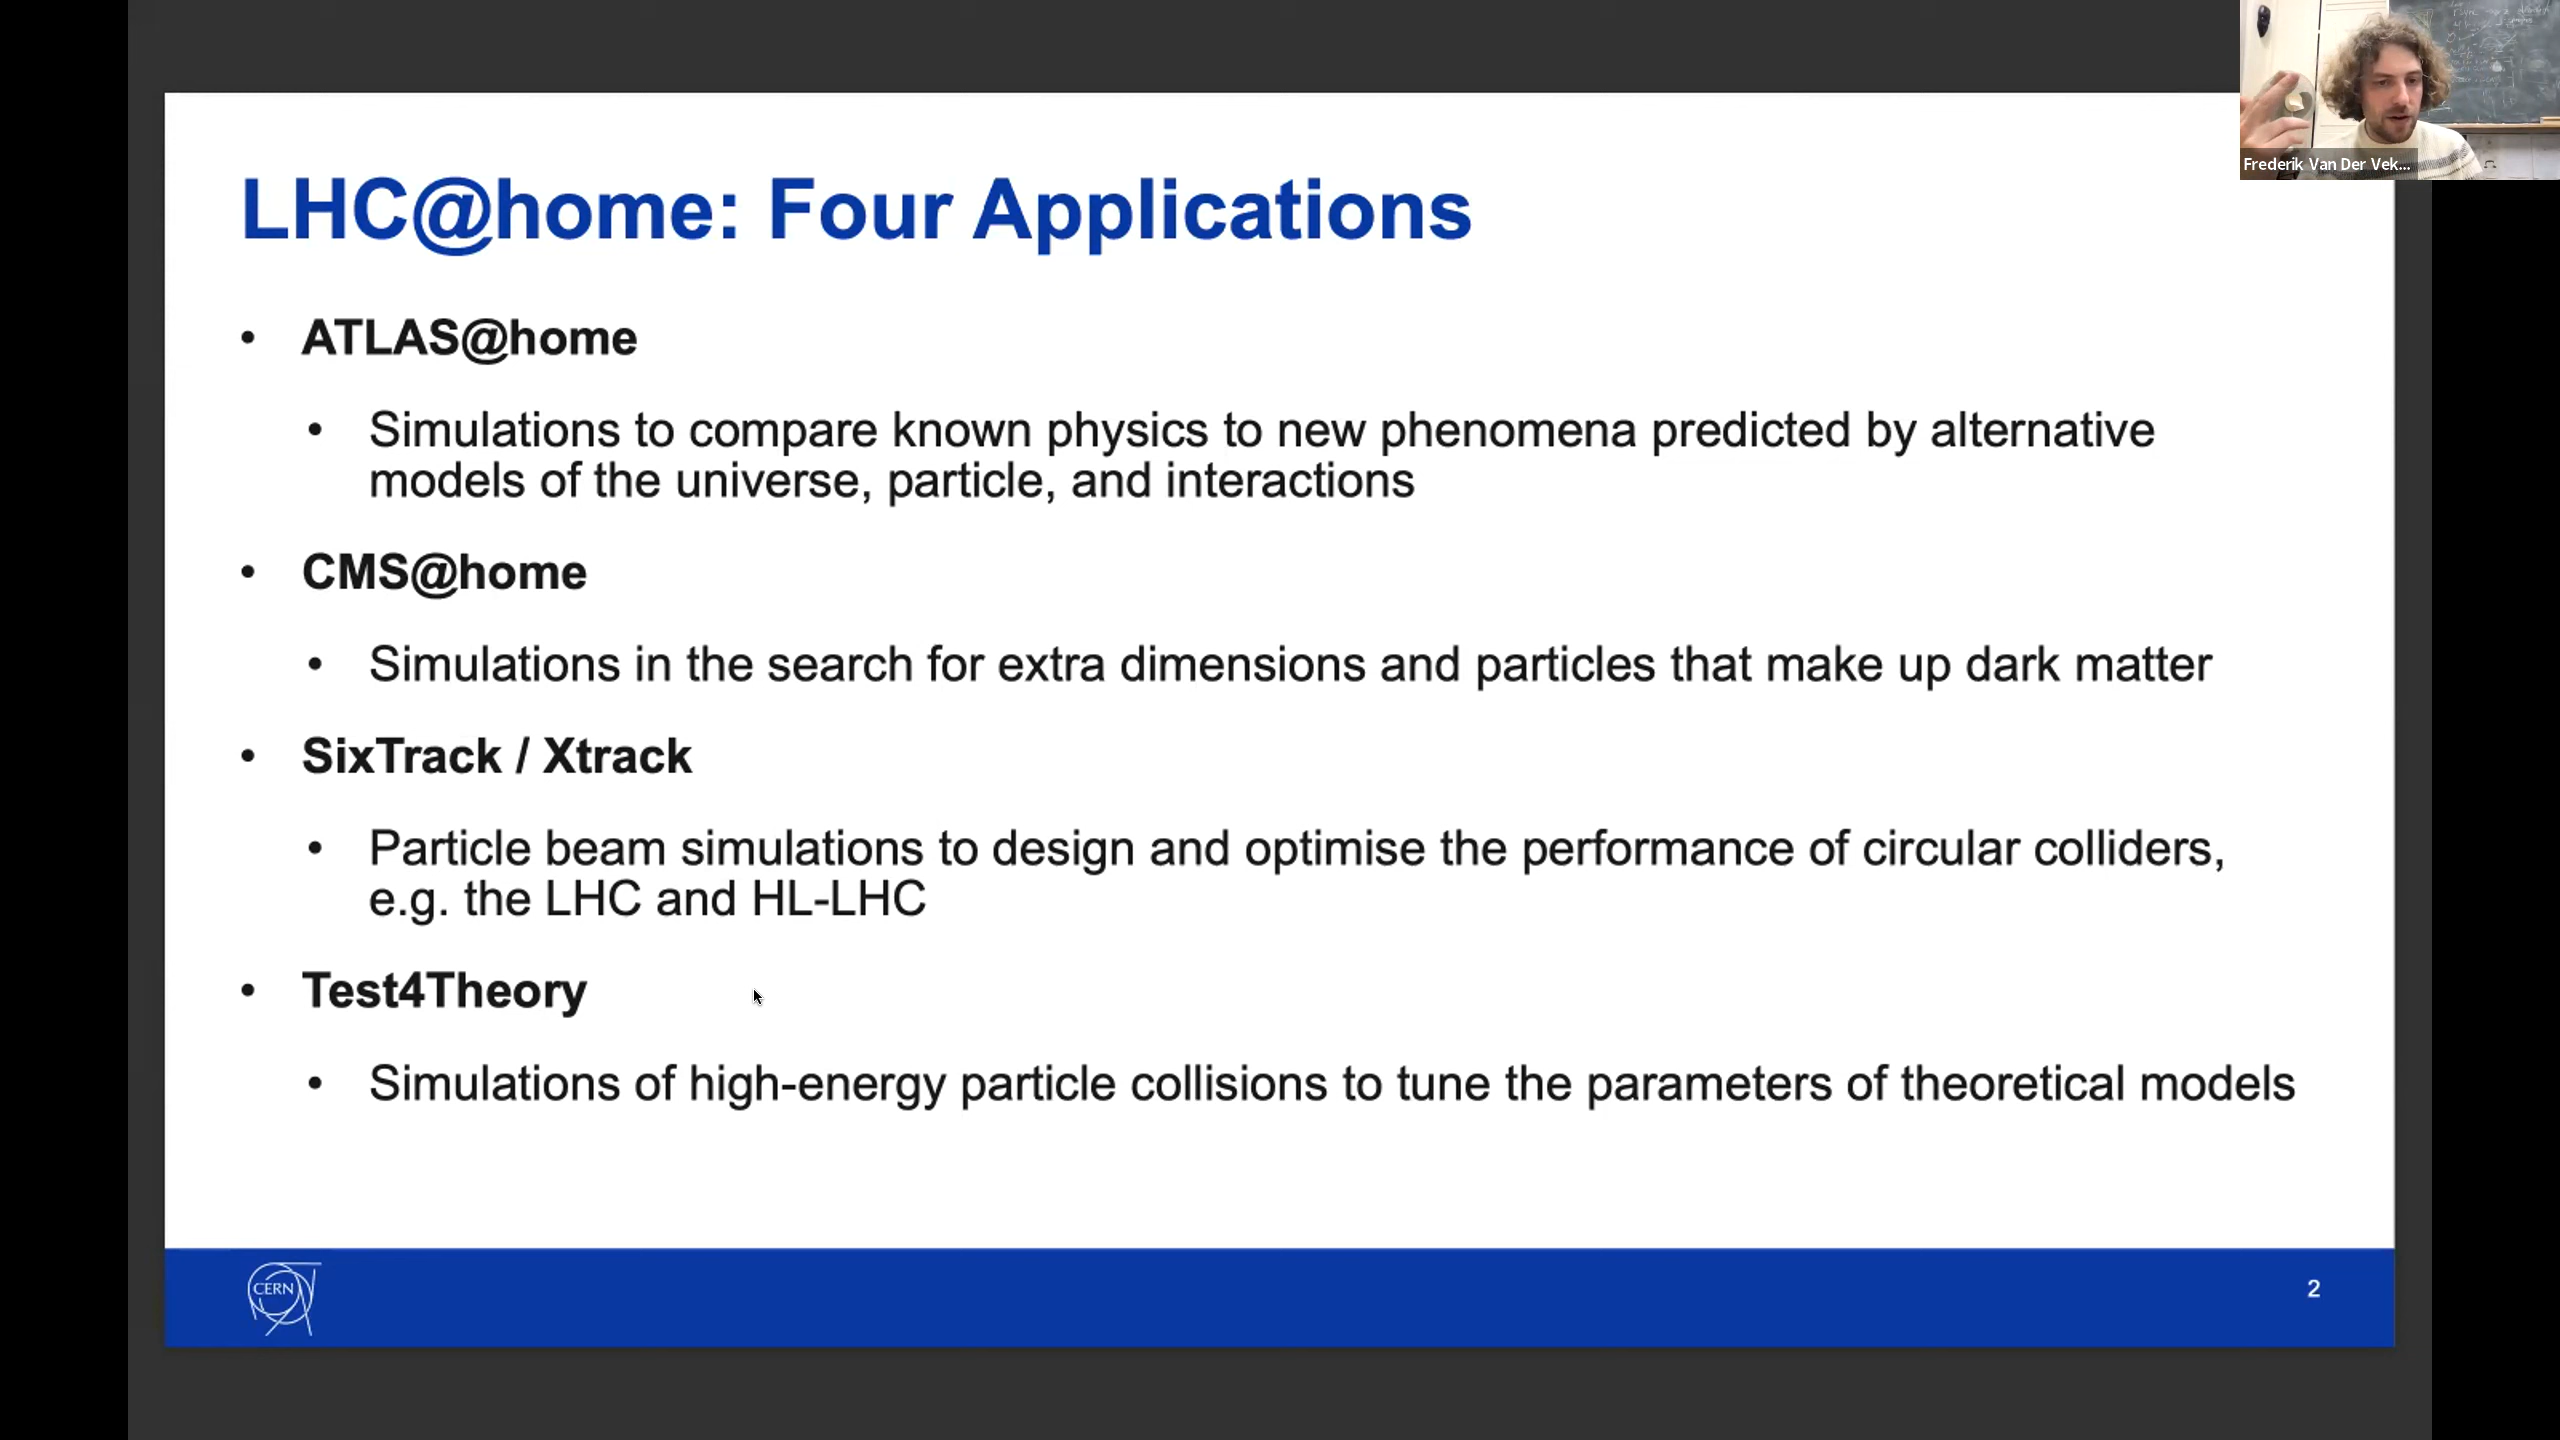 Frederik Van Der Vek...
LHC@home: Four Applications
• ATLAS@home
• Simulations to compare known physics to new phenomena predicted by alternative
models of the universe, particle, and interactions
• CMS@home
• Simulations in the search for extra dimensions and particles that make up dark matter
• SixTrack / Xtrack
• Particle beam simulations to design and optimise the performance of circular colliders,
e.g. the LHC and HL-LHC
• Test4Theory
• Simulations of high-energy particle collisions to tune the parameters of theoretical models
CERN
2